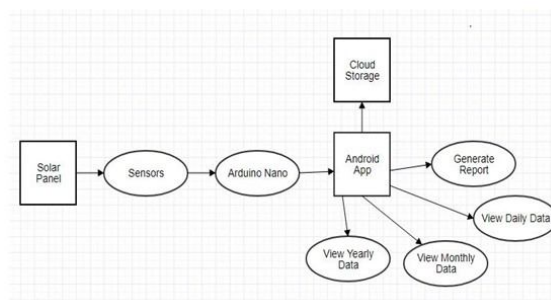 Cloud
Storage
Solar
Panel
Sensors
Arduino Nano
Android
App
Generate
Report
View Daily Data
View Yearly
Data
View Monthly
Data